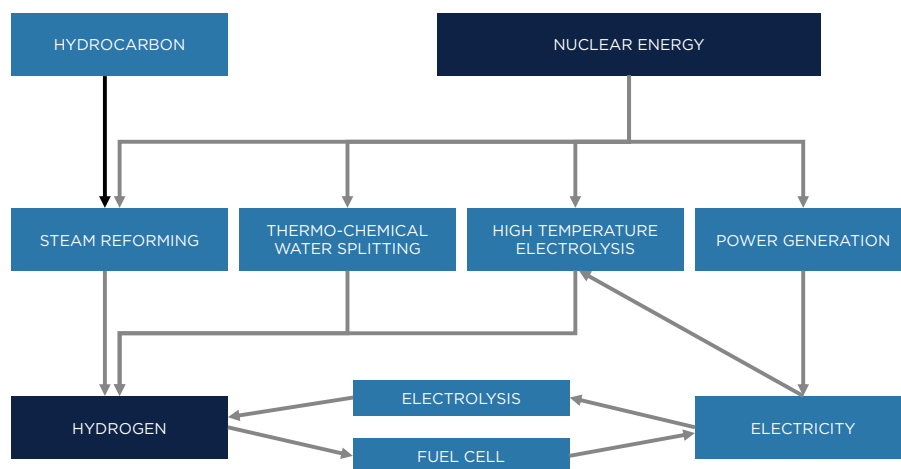 HYDROCARBON
NUCLEAR ENERGY
STEAM REFORMING
THERMO-CHEMICAL
WATER SPLITTING
HIGH TEMPERATURE
ELECTROLYSIS
POWER GENERATION
HYDROGEN
ELECTROLYSIS
FUEL CELL
ELECTRICITY